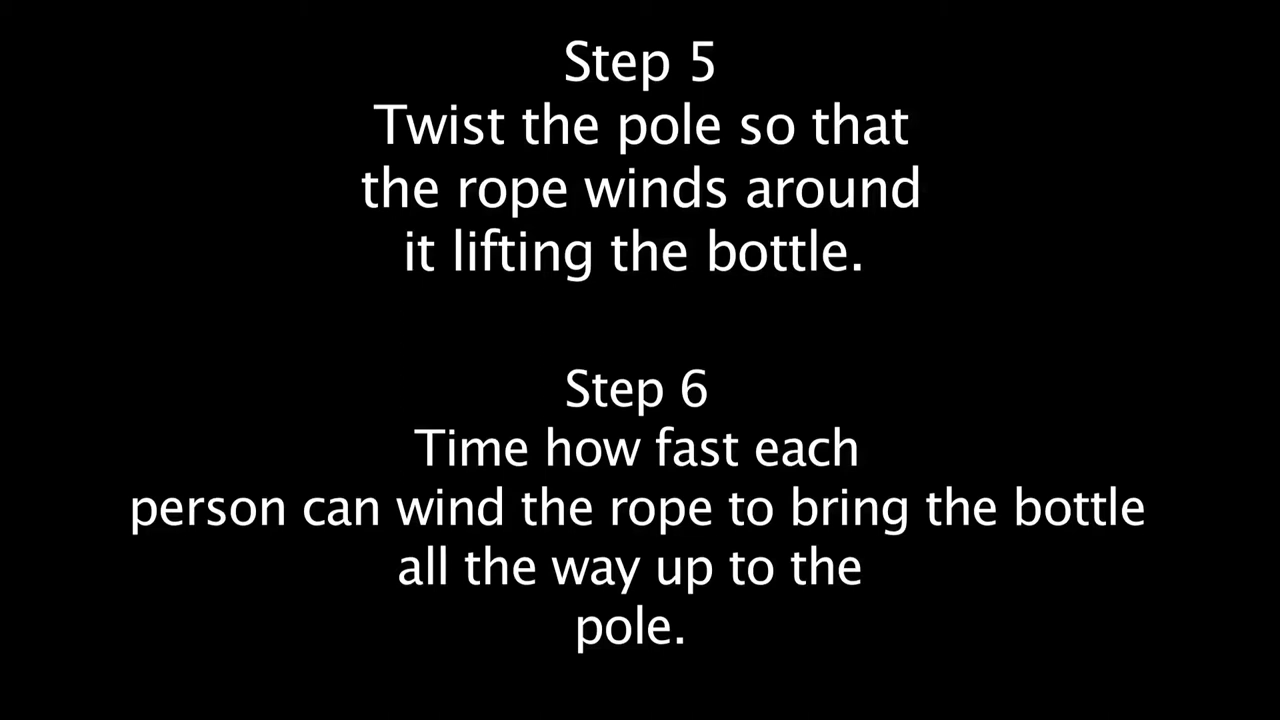 Step 5
Twist the pole so that
the rope winds around
it lifting the bottle.
Step 6
Time how fast each
person can wind the rope to bring the bottle
all the way up to the
pole.